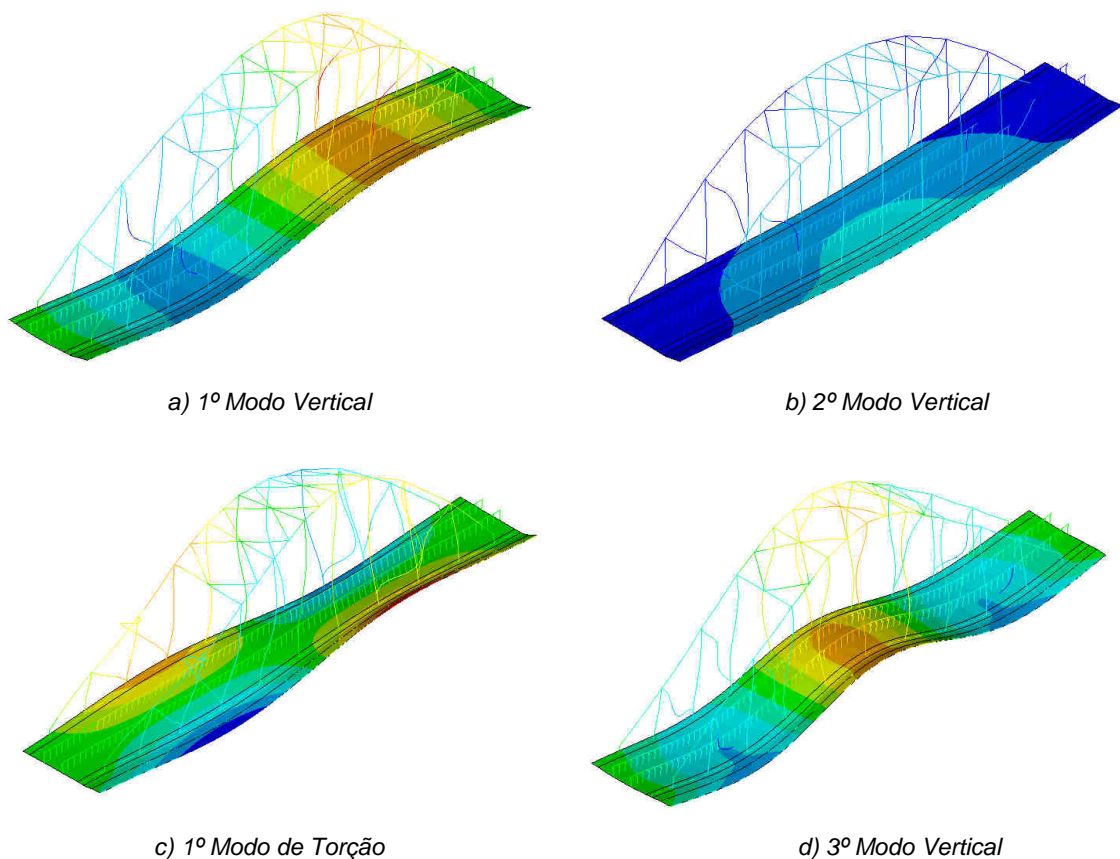 a) 1º Modo Vertical
b) 2º Modo Vertical
c) 1º Modo de Torção
d) 3º Modo Vertical